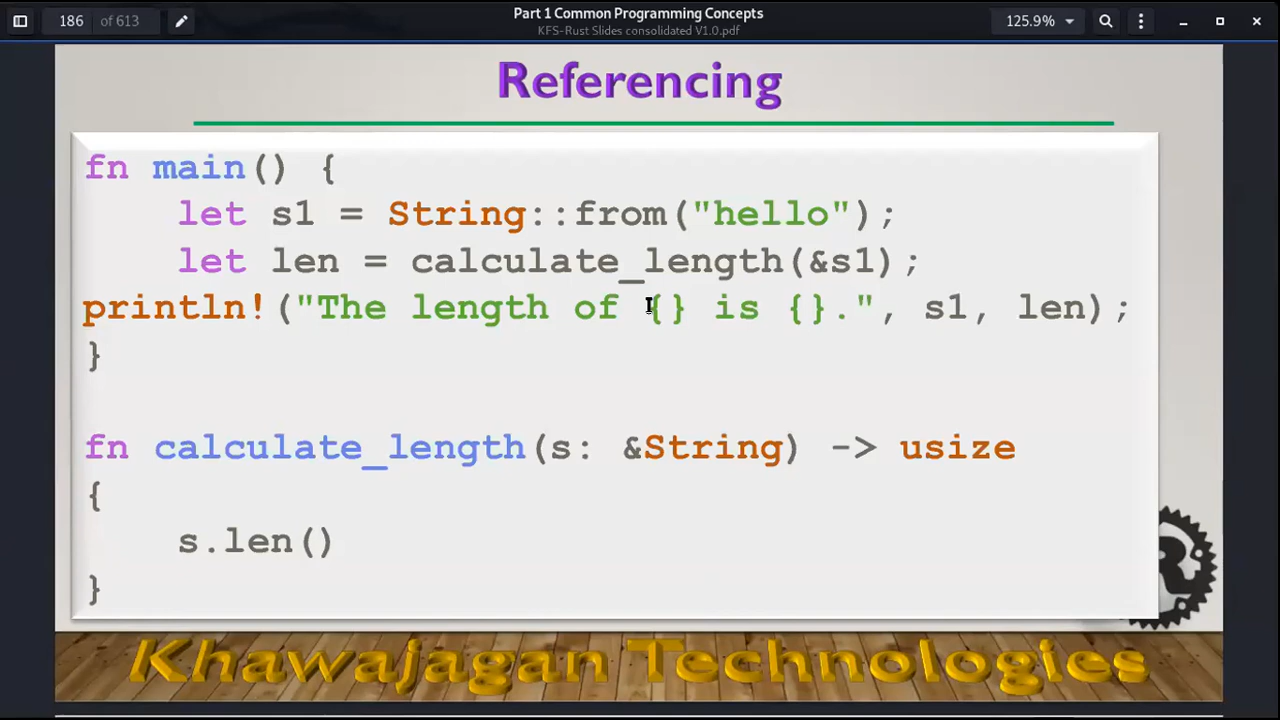 186 of 613
Part 1 Common Programming Concepts
KFS-Rust Slides consolidated V1.0.pdf
125.9%
Referencing
fn main() {
let s1 = String::from("hello");
let len = calculate_length(&s1);
println!("The length of {} is {}.", s1, len);
}
fn calculate_length(s: &String) -> usize
{
s.len()
}
R
Khawajagan Technologies